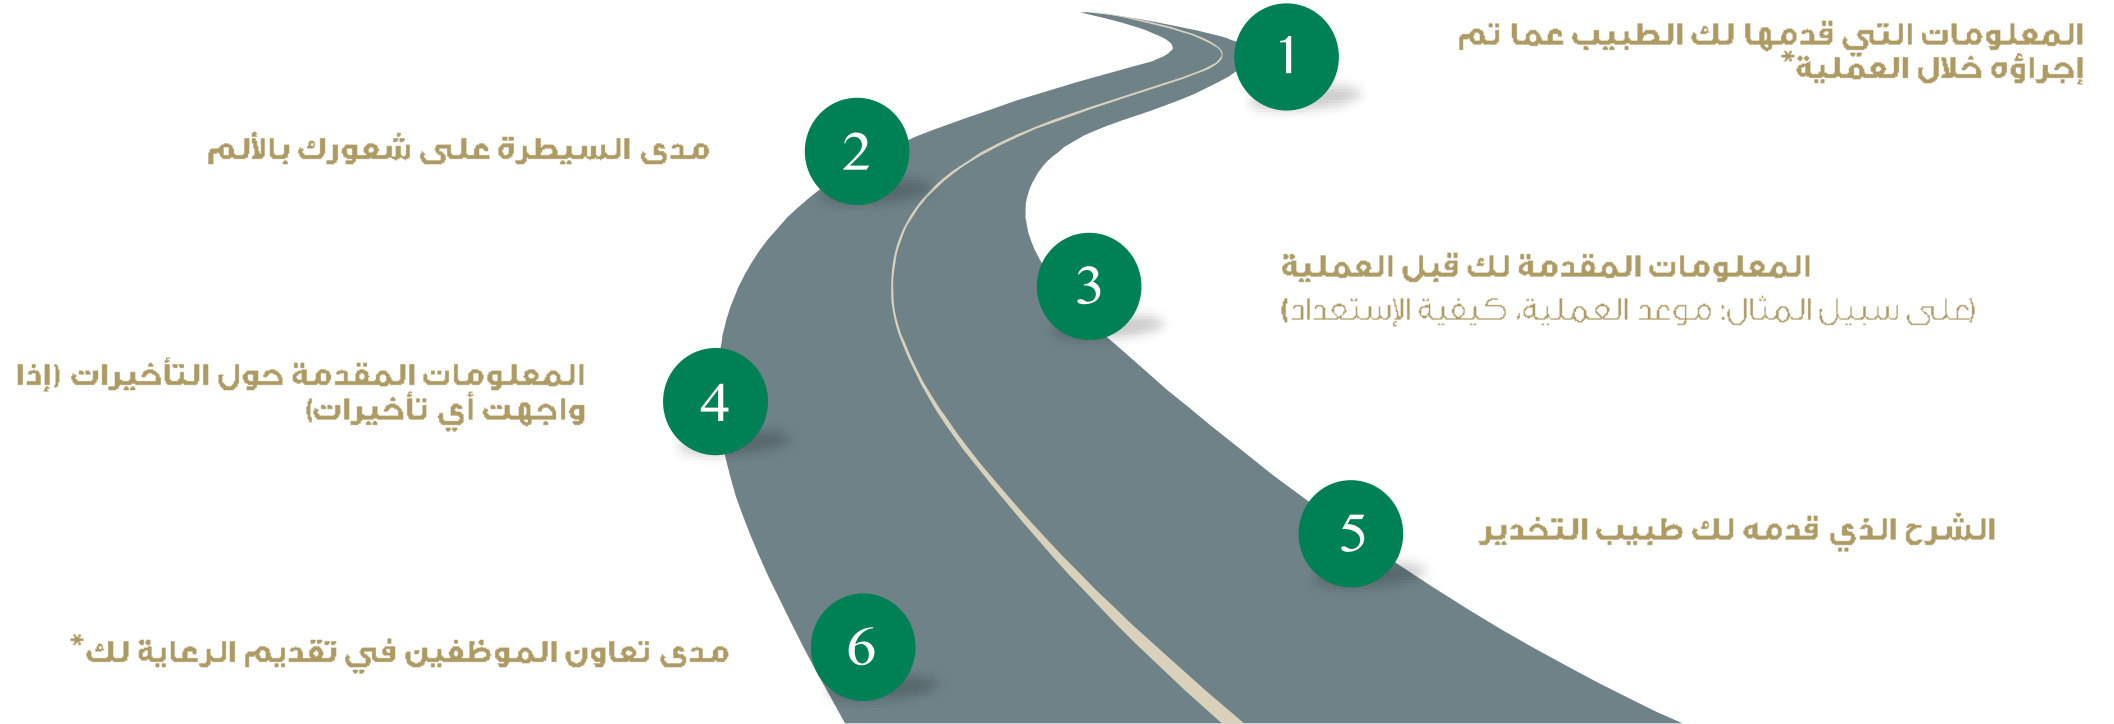 1
المعلومات التي قدمها لك الطبيب عما تم
إجراؤه خلال العملية*
2
مدى السيطرة على شعورك بالألم
3
المعلومات المقدمة لك قبل العملية
(على سبيل المثال: موعد العملية، كيفية الإستعداد)
4
المعلومات المقدمة حول التأخيرات (إذا
واجهت أي تأخيرات)
5
الشرح الذي قدمه لك طبيب التخدير
6
مدى تعاون الموظفين في تقديم الرعاية لك*